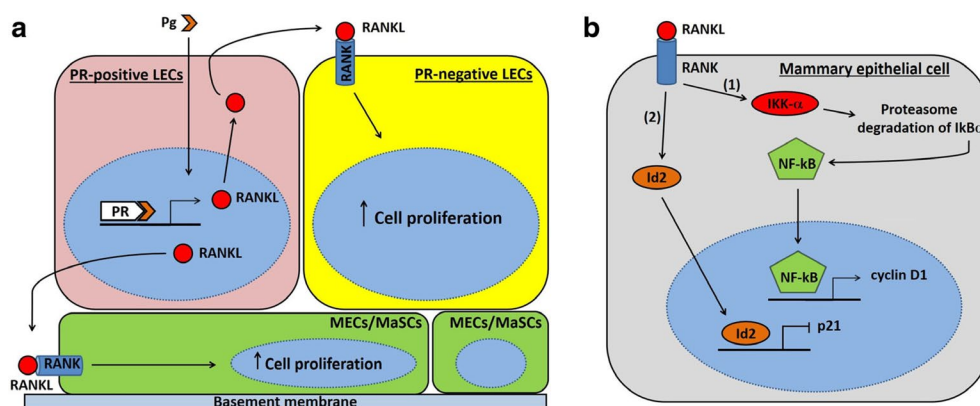 a
Pg
RANKL
RANK
PR-positive LECs
PR-negative LECs
PR
RANKL
RANKL
↑ Cell proliferation
MECs/MaSCs
MECs/MaSCs
RANK
RANKL
↑ Cell proliferation
Basement membrane
b
RANKL
RANK
Mammary epithelial cell
(1)
(2)
IKK-α
Proteasome
degradation of IkBα
NF-kB
Id2
NF-kB
cyclin D1
Id2
p21